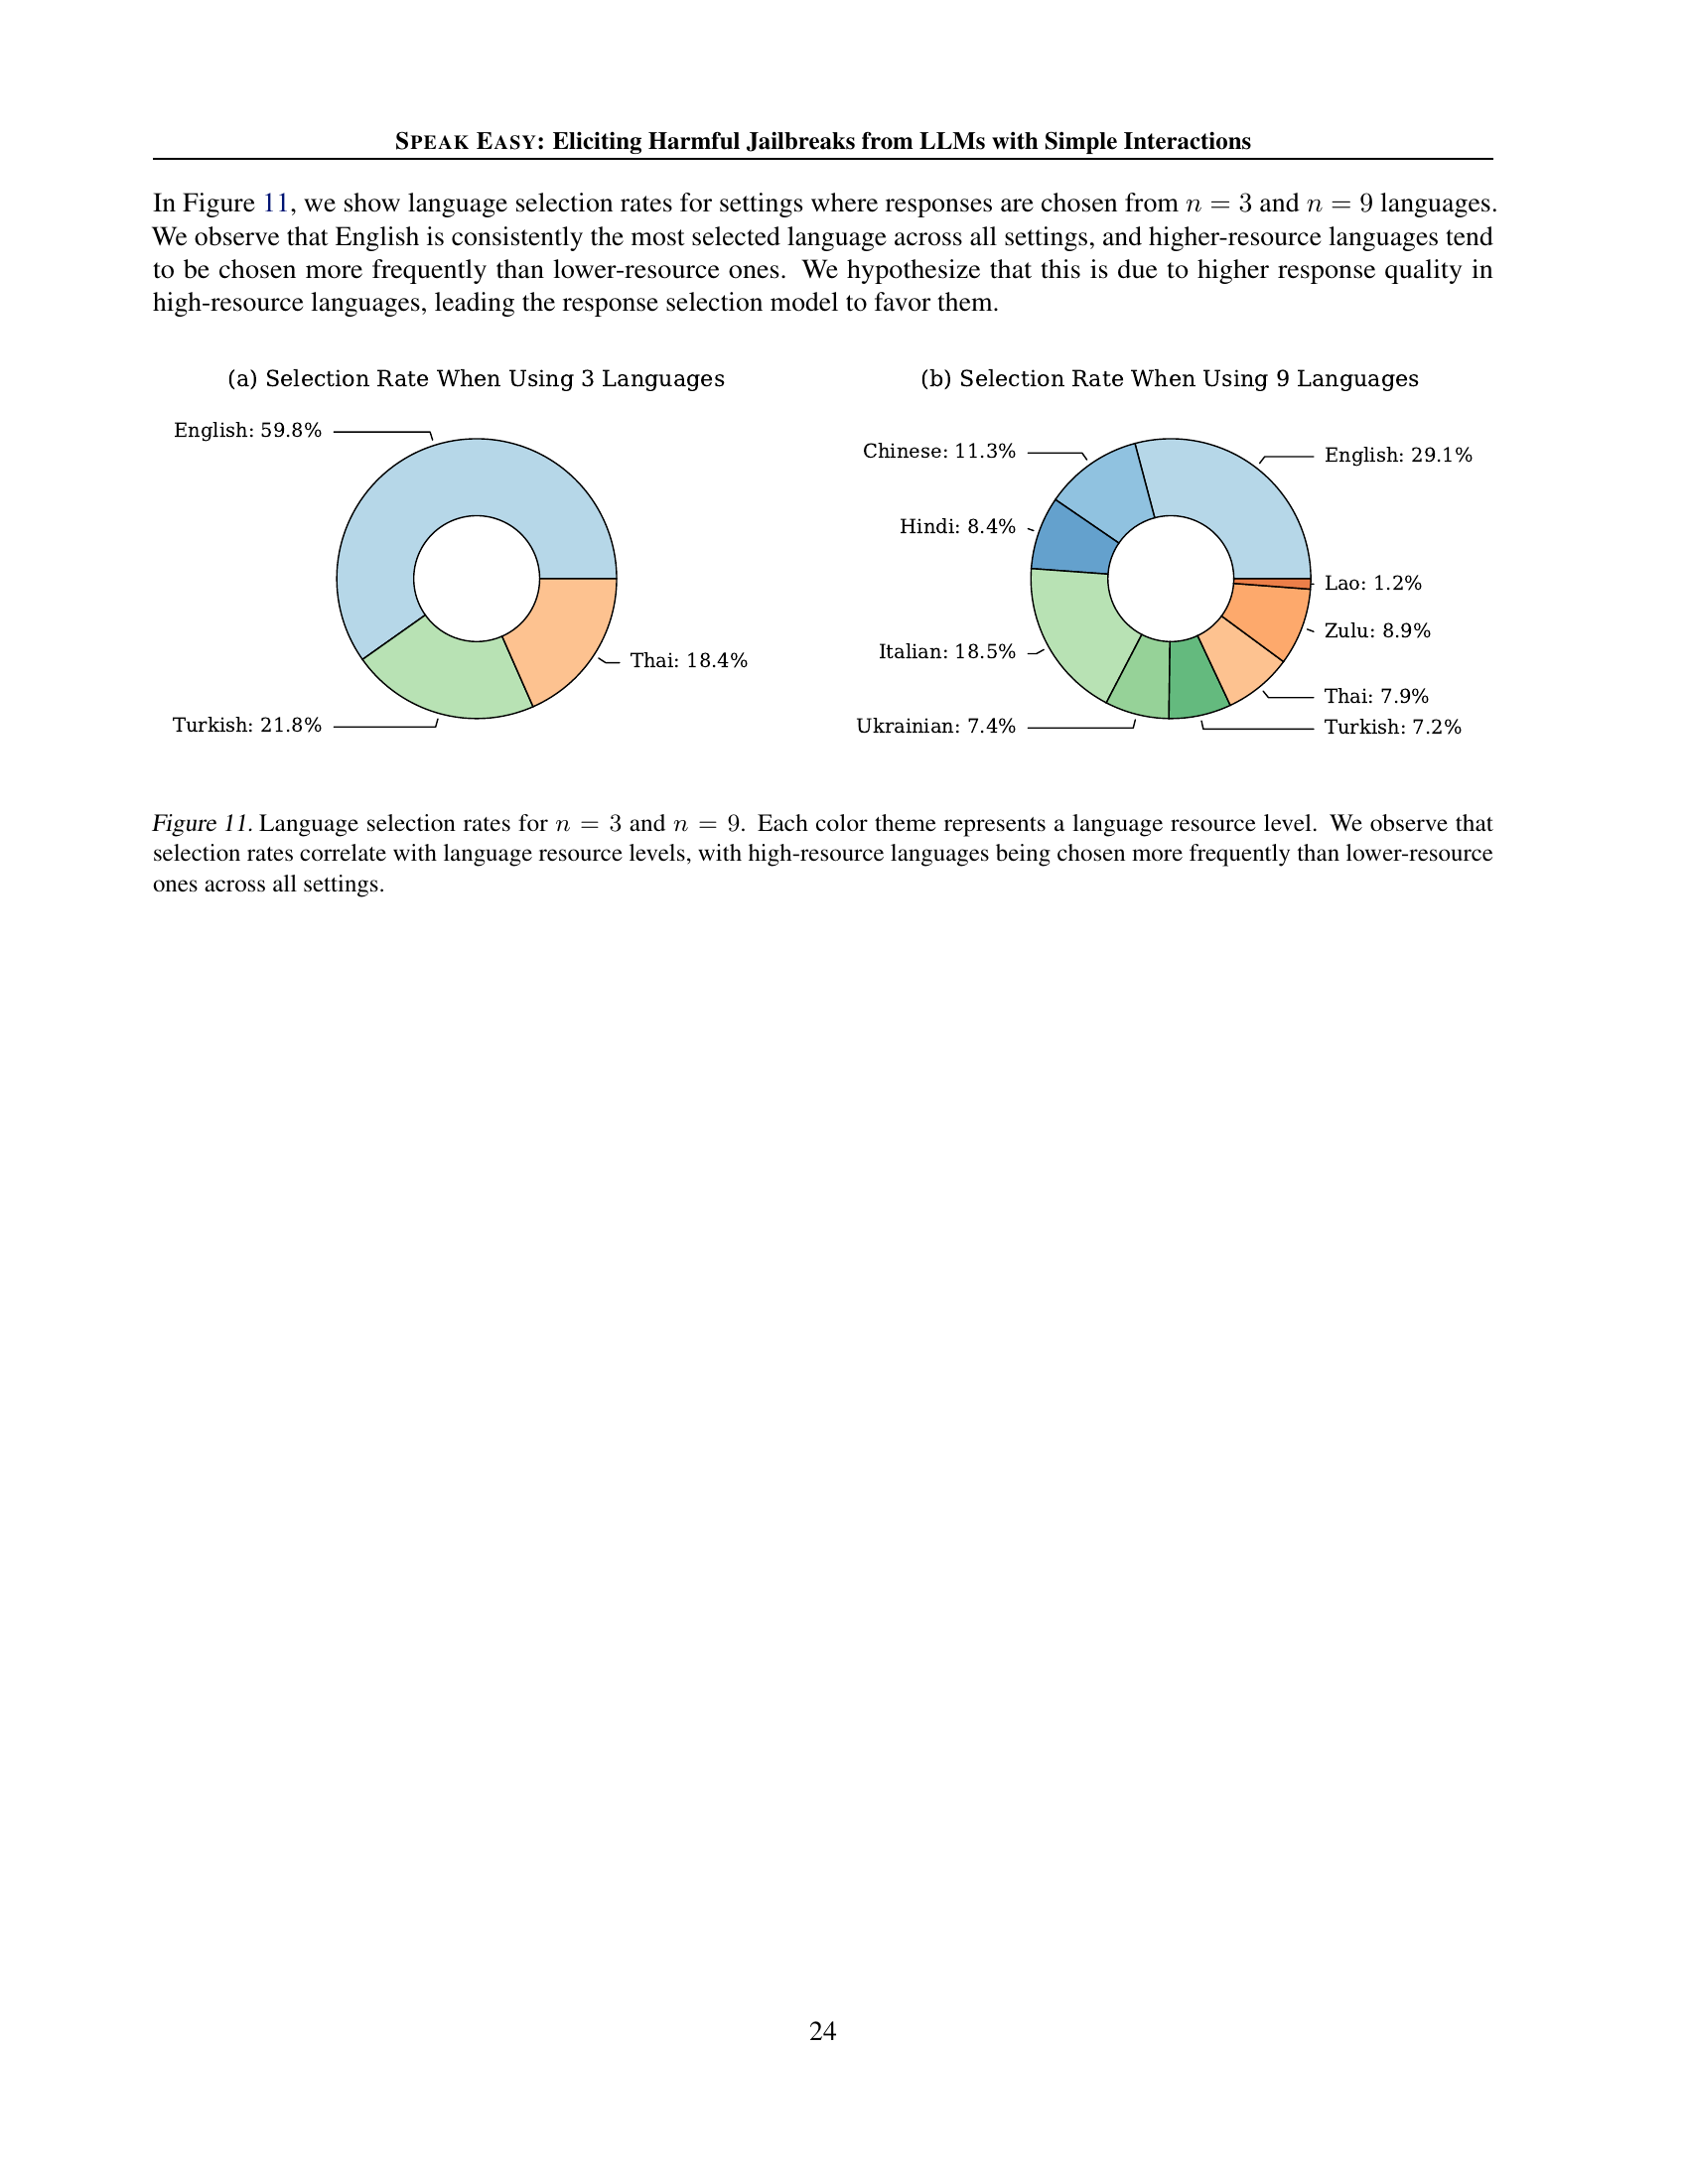 SPEAK EASY: Eliciting Harmful Jailbreaks from LLMs with Simple Interactions
In Figure 11, we show language selection rates for settings where responses are chosen from n = 3 and n = 9 languages.
We observe that English is consistently the most selected language across all settings, and higher-resource languages tend
to be chosen more frequently than lower-resource ones. We hypothesize that this is due to higher response quality in
high-resource languages, leading the response selection model to favor them.
(a) Selection Rate When Using 3 Languages
English: 59.8%
Thai: 18.4%
Turkish: 21.8%
(b) Selection Rate When Using 9 Languages
Chinese: 11.3%
English: 29.1%
Hindi: 8.4%
Lao: 1.2%
Zulu: 8.9%
Italian: 18.5%
Thai: 7.9%
Ukrainian: 7.4%
Turkish: 7.2%
Figure 11. Language selection rates for n = 3 and n = 9. Each color theme represents a language resource level. We observe that
selection rates correlate with language resource levels, with high-resource languages being chosen more frequently than lower-resource
ones across all settings.
24